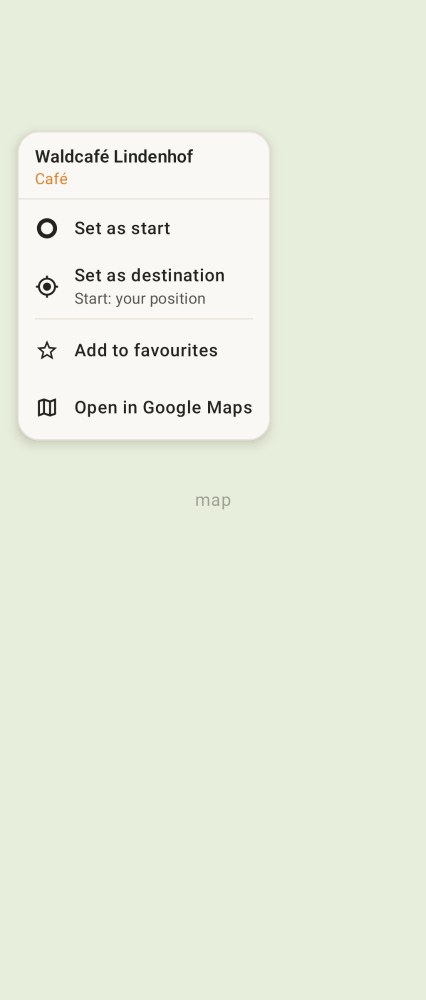 Waldcafé Lindenhof
Café
Set as start
Set as destination
Start: your position
Add to favourites
Open in Google Maps
map